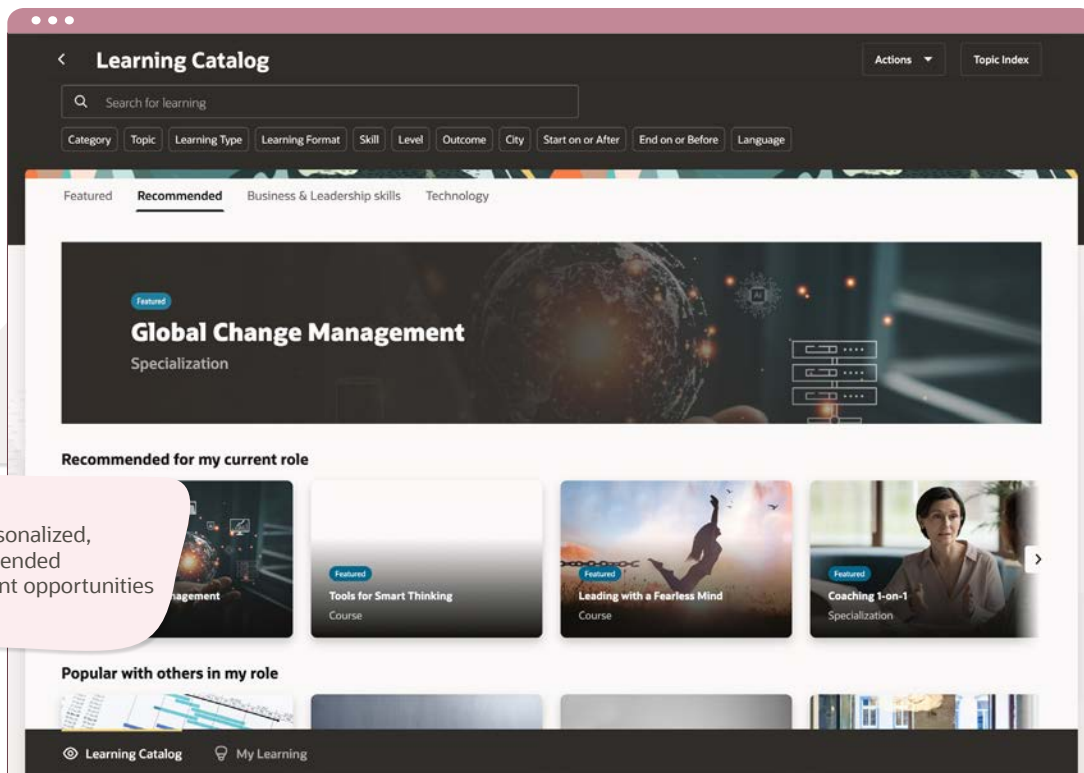 Learning Catalog
Actions
Topic Index
Search for learning
Category Topic Learning Type Learning Format Skill Level Outcome City Start on or After End on or Before Language
Featured Recommended Business & Leadership skills Technology
Featured
Global Change Management
Specialization
AI
Recommended for my current role
sonalized,
ended
nt opportunities
nagement
Featured
Tools for Smart Thinking
Course
Featured
Leading with a Fearless Mind
Course
Featured
Coaching 1-on-1
Specialization
Popular with others in my role
Learning Catalog My Learning